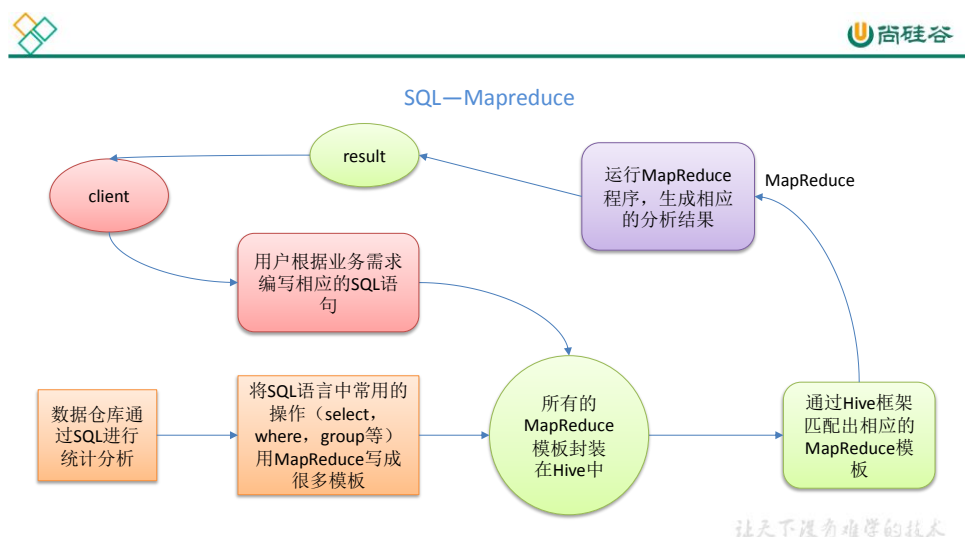 尚硅谷
SQL—Mapreduce
result
client
运行MapReduce
程序，生成相应
的分析结果
MapReduce
用户根据业务需求
编写相应的SQL语
句
数据仓库通
过SQL进行
统计分析
将SQL语言中常用的
操作（select，
where，group等）
用MapReduce写成
很多模板
所有的
MapReduce
模板封装
在Hive中
通过Hive框架
匹配出相应的
MapReduce模
板
让天下没有难学的技术